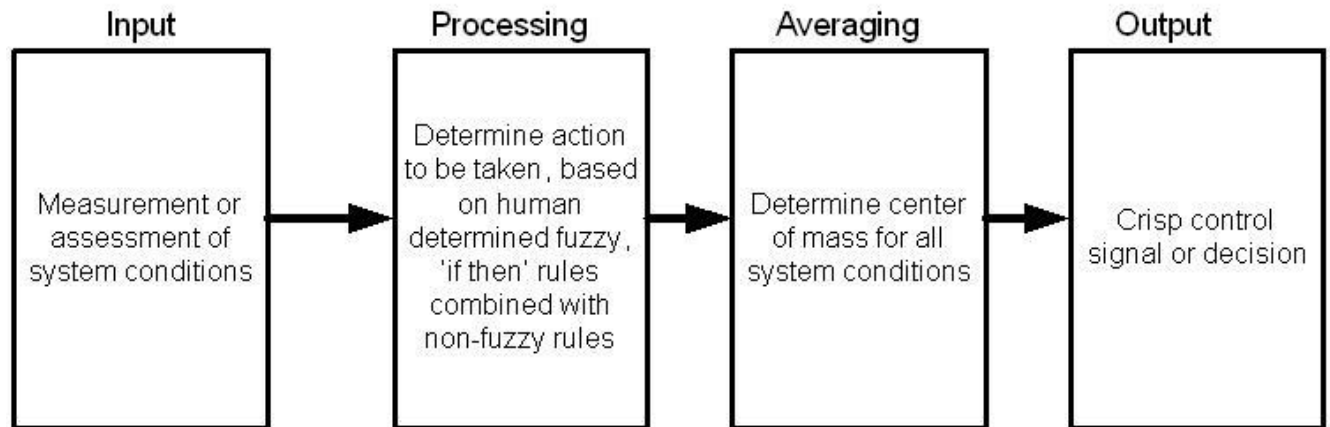 Input
Measurement or
assessment of
system conditions
Processing
Determine action
to be taken, based
on human
determined fuzzy,
'if then' rules
combined with
non-fuzzy rules
Averaging
Determine center
of mass for all
system conditions
Output
Crisp control
signal or decision